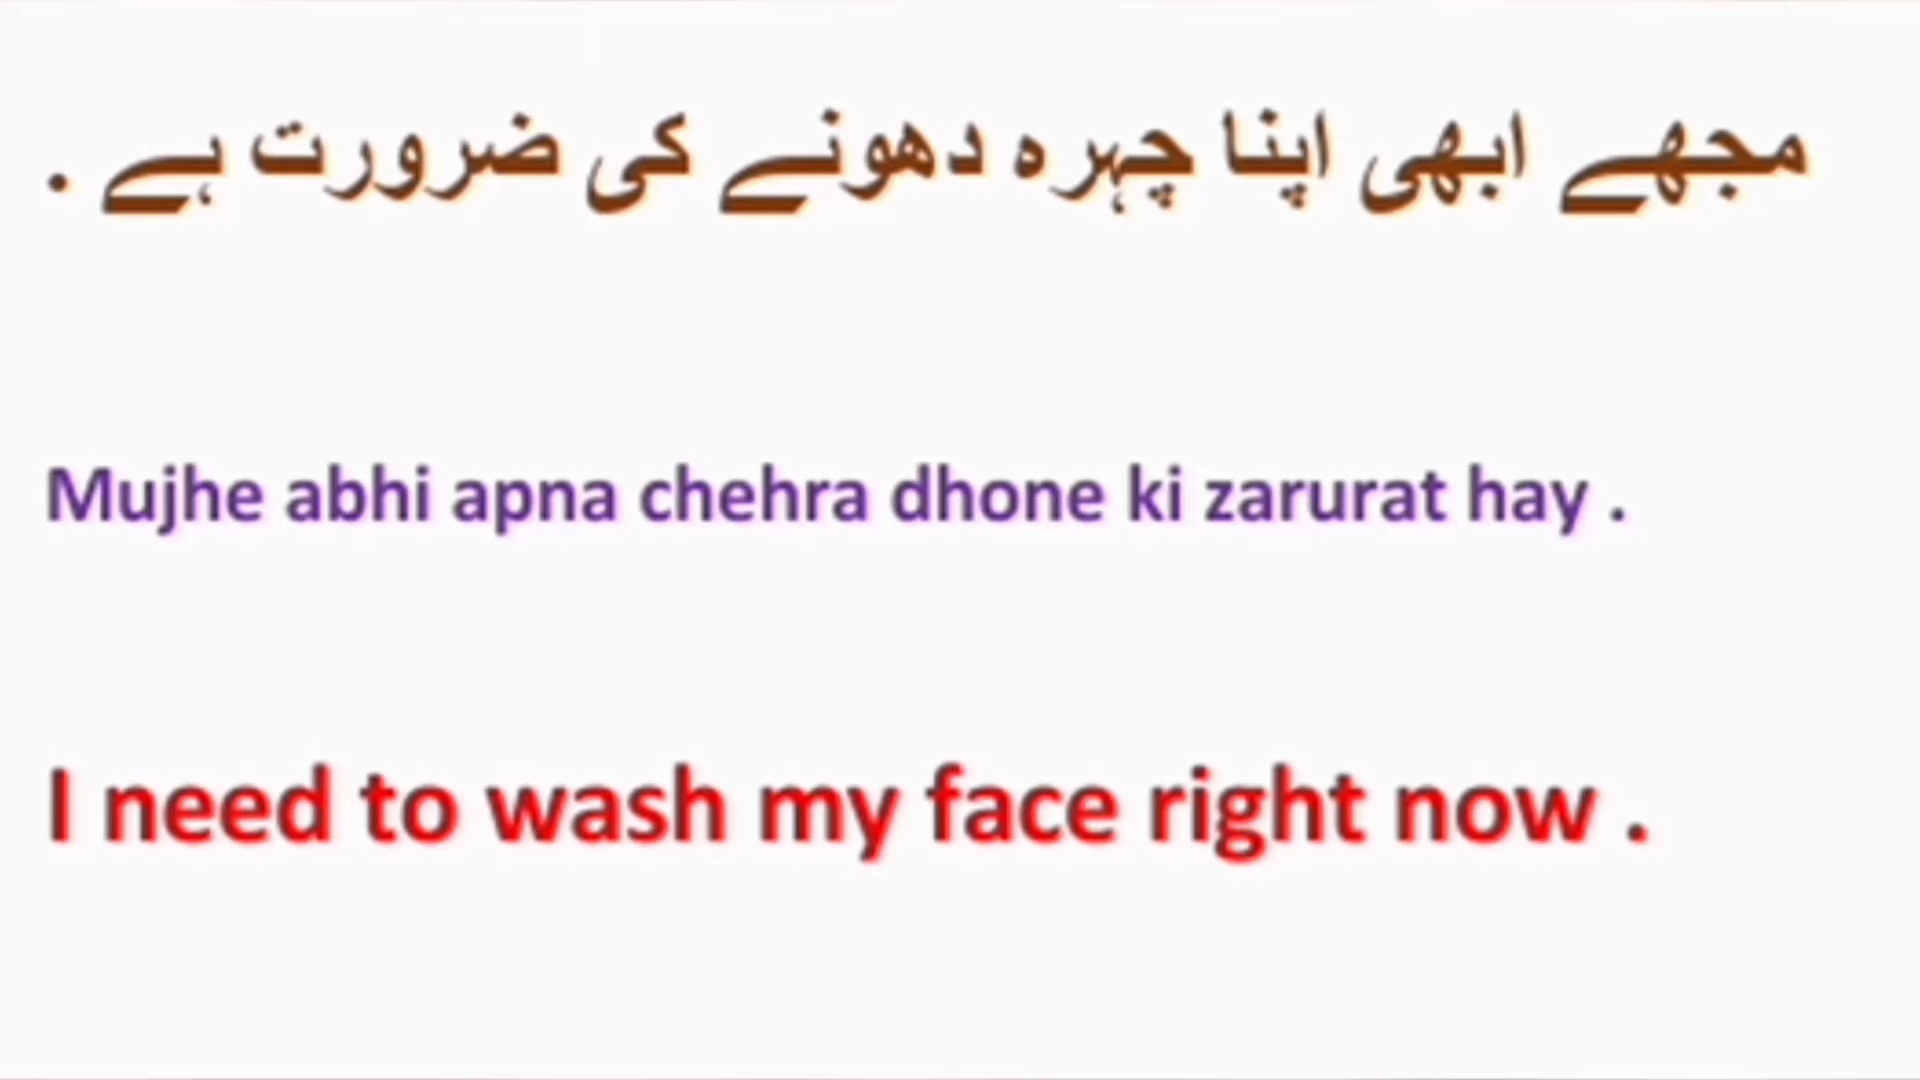 مجھے ابھی اپنا چہرہ دھونے کی ضرورت ہے .
Mujhe abhi apna chehra dhone ki zarurat hay .
I need to wash my face right now .